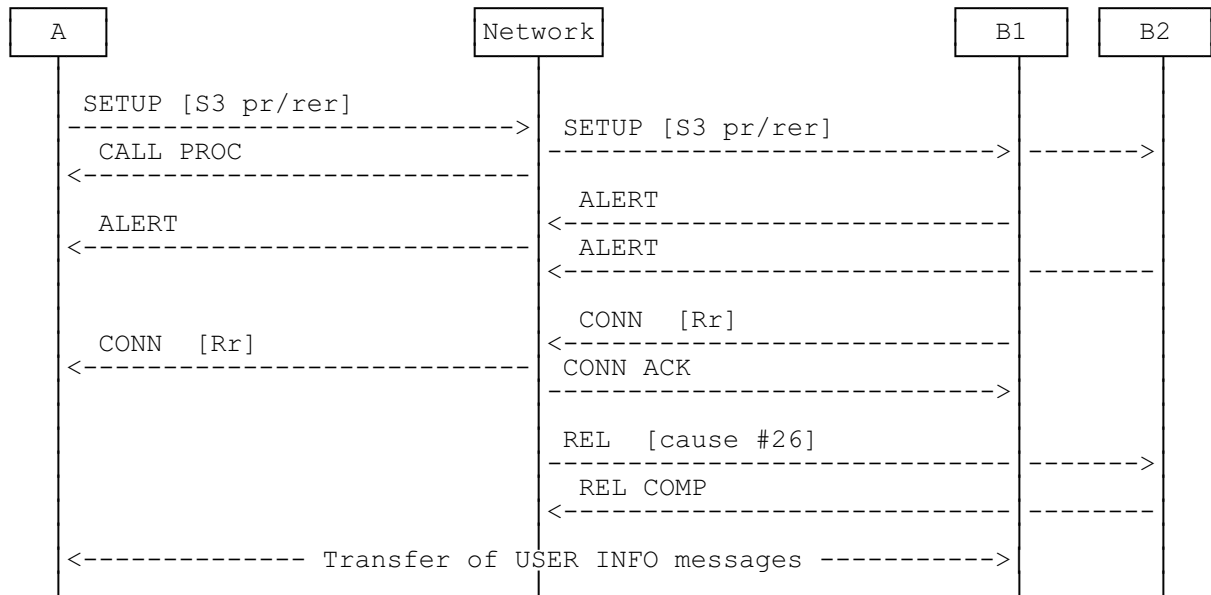 A Network B1 B2
SETUP [S3 pr/rer]
SETUP [S3 pr/rer]
CALL PROC
ALERT
ALERT
ALERT
CONN [Rr]
CONN [Rr]
CONN ACK
REL [cause #26]
REL COMP
Transfer of USER INFO messages